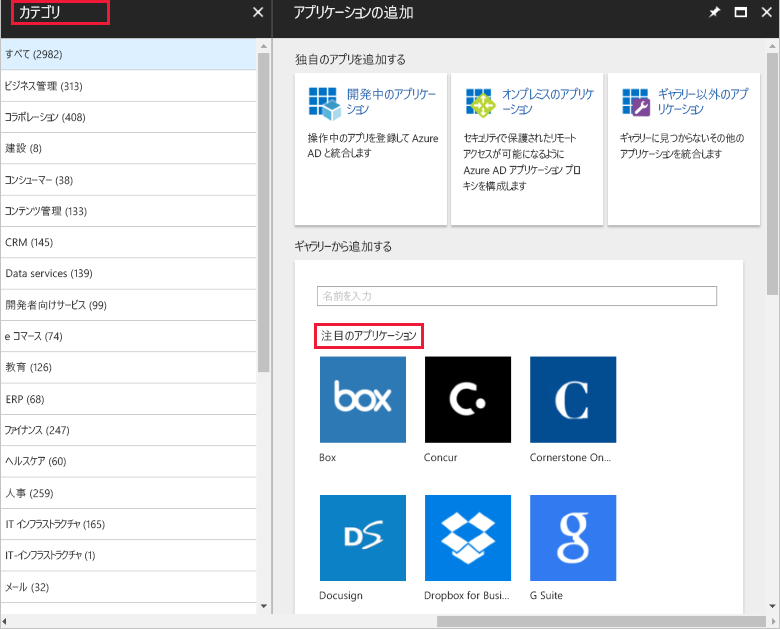 カテゴリ
すべて (2982)
ビジネス管理 (313)
コラボレーション (408)
建設 (8)
コンシューマー (38)
コンテンツ管理 (133)
CRM (145)
Data services (139)
開発者向けサービス (99)
e コマース (74)
教育 (126)
ERP (68)
ファイナンス (247)
ヘルスケア (60)
人事 (259)
IT インフラストラクチャ (165)
IT-インフラストラクチャ (1)
メール (32)
アプリケーションの追加
独自のアプリを追加する
開発中のアプリケー
ション
操作中のアプリを登録して Azure
AD と統合します
オンプレミスのアプリケ
ーション
セキュリティで保護されたリモート
アクセスが可能になるように
Azure AD アプリケーション プロ
キシを構成します
ギャラリー以外のアプ
リケーション
ギャラリーに見つからないその他の
アプリケーションを統合します
ギャラリーから追加する
名前を入力
注目のアプリケーション
box
C.
C
Box
Concur
Cornerstone On...
DS
g
Docusign
Dropbox for Busi...
G Suite